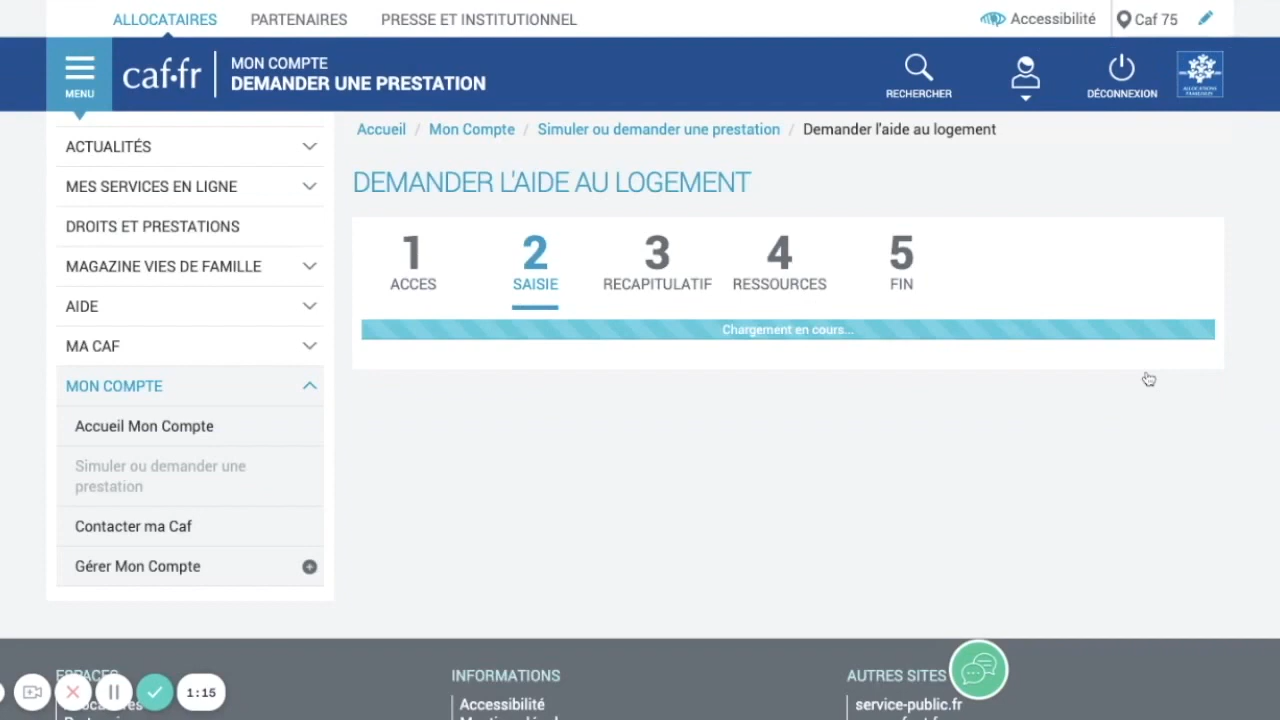 ALLOCATAIRES
PARTENAIRES
PRESSE ET INSTITUTIONNEL
Accessibilité
Caf 75
MENU
caf.fr
MON COMPTE
DEMANDER UNE PRESTATION
RECHERCHER
DÉCONNEXION
ALLOCATIONS
FAMILIALES
Accueil / Mon Compte / Simuler ou demander une prestation / Demander l'aide au logement
ACTUALITÉS
MES SERVICES EN LIGNE
DROITS ET PRESTATIONS
MAGAZINE VIES DE FAMILLE
AIDE
MA CAF
MON COMPTE
Accueil Mon Compte
Simuler ou demander une
prestation
Contacter ma Caf
Gérer Mon Compte
DEMANDER L'AIDE AU LOGEMENT
1
ACCES
2
SAISIE
3
RECAPITULATIF
4
RESSOURCES
5
FIN
Chargement en cours...
ESPACES
INFORMATIONS
Accessibilité
AUTRES SITES
service-public.fr
1:15